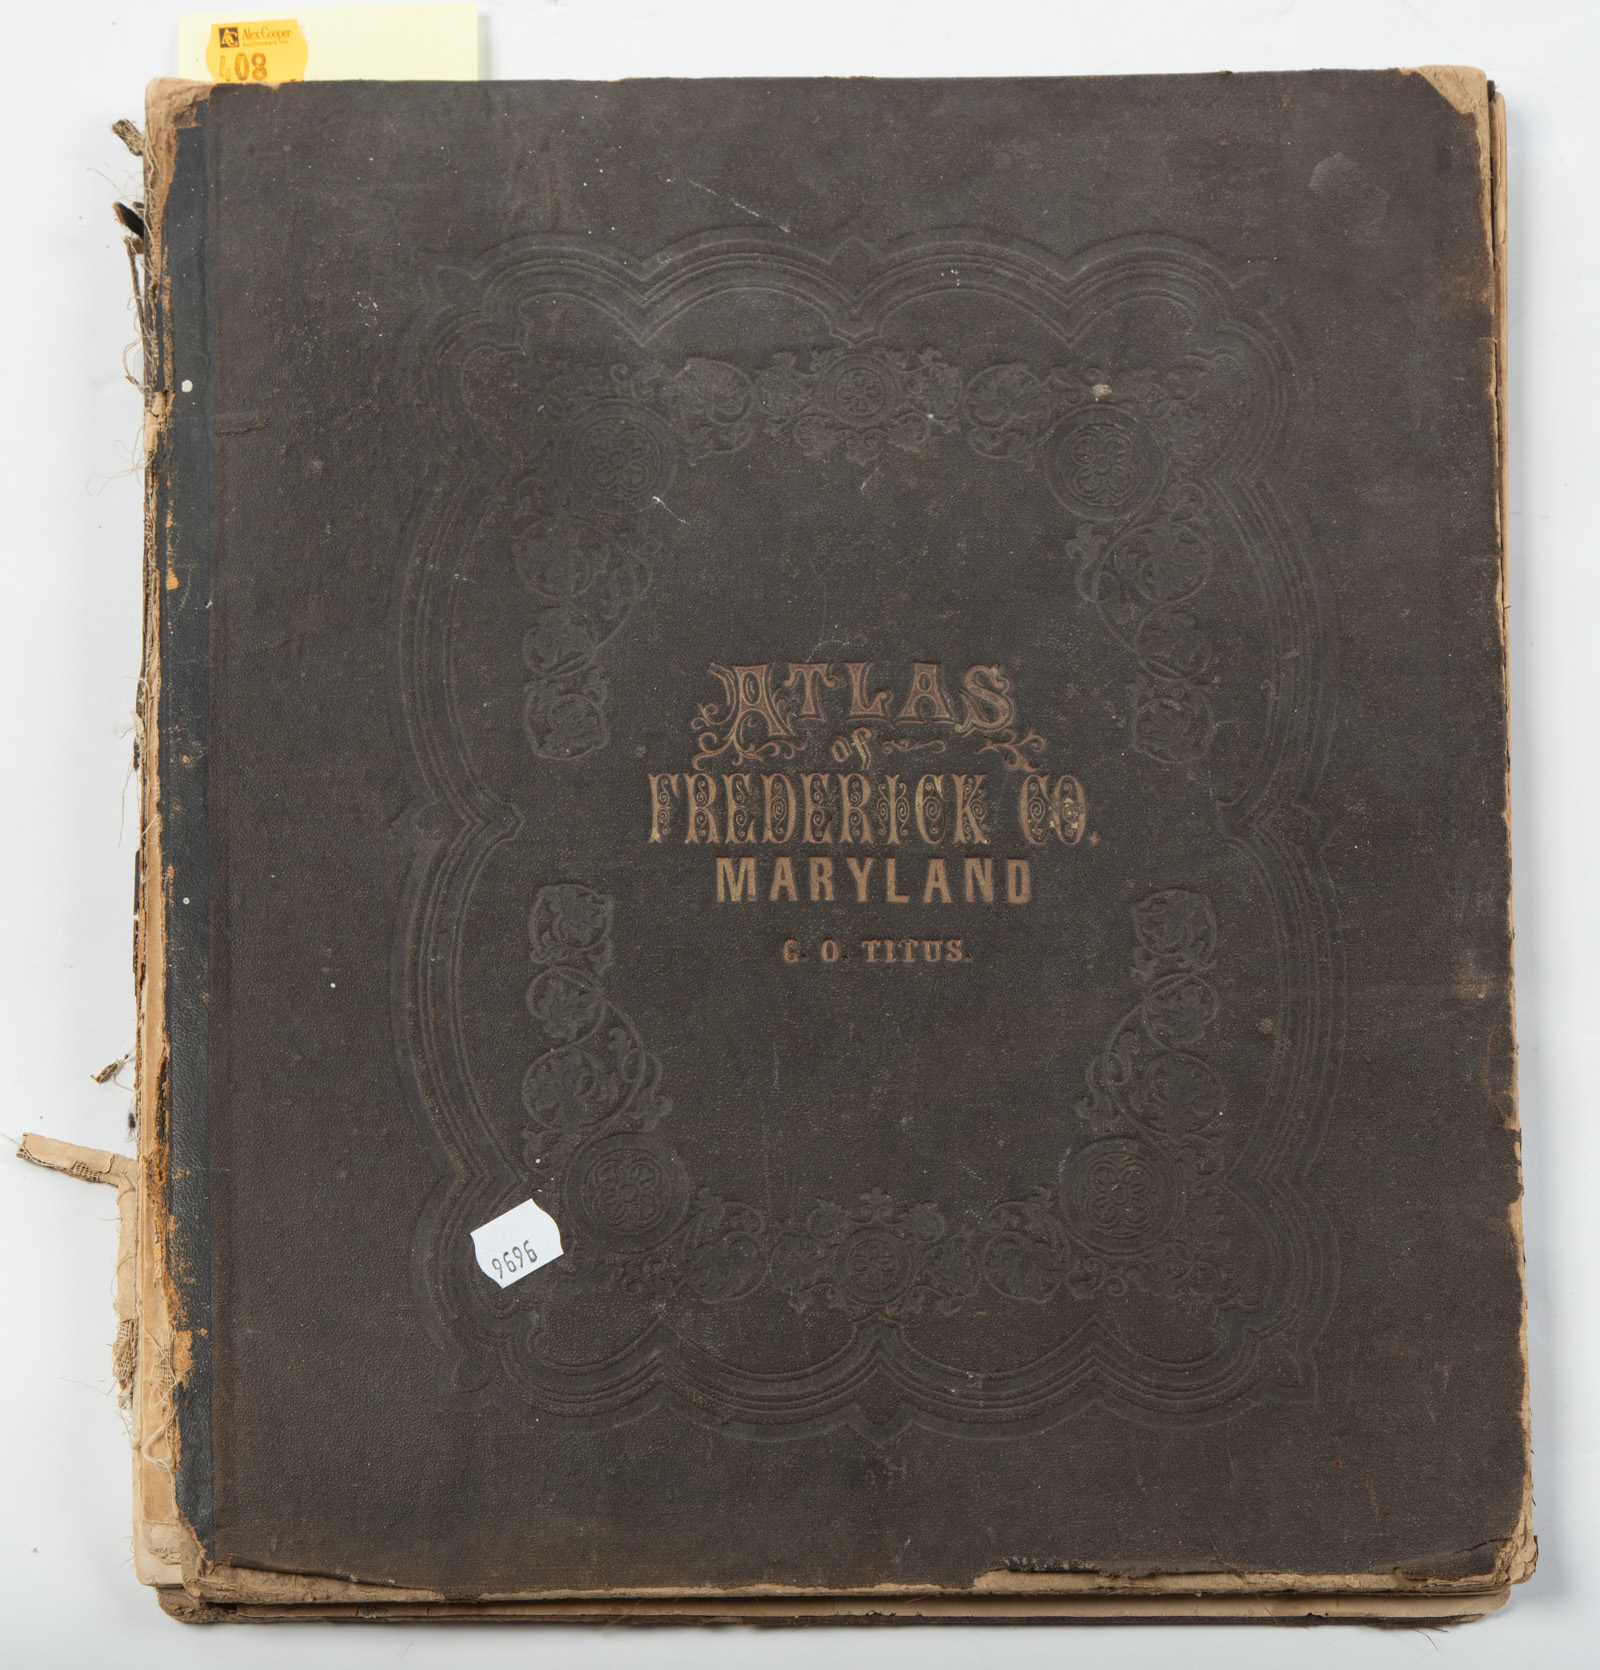 Alex Cooper
408
ATLAS
OF
FREDERICK CO.
MARYLAND
G. O. TITUS.
9696